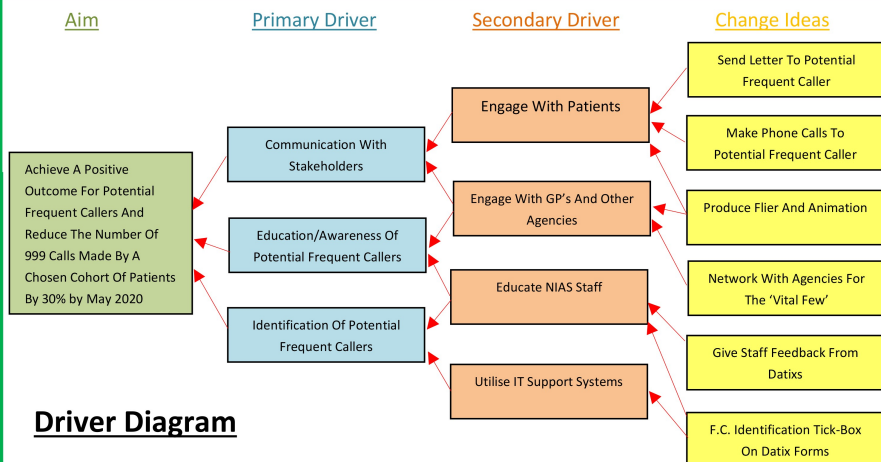 Aim
Primary Driver
Secondary Driver
Change Ideas
Achieve A Positive
Outcome For Potential
Frequent Callers And
Reduce The Number Of
999 Calls Made By A
Chosen Cohort Of Patients
By 30% by May 2020
Communication With
Stakeholders
Education/Awareness Of
Potential Frequent Callers
Identification Of Potential
Frequent Callers
Engage With Patients
Engage With GP's And Other
Agencies
Educate NIAS Staff
Utilise IT Support Systems
Send Letter To Potential
Frequent Caller
Make Phone Calls To
Potential Frequent Caller
Produce Flier And Animation
Network With Agencies For
The ‘Vital Few’
Give Staff Feedback From
Datixs
F.C. Identification Tick-Box
On Datix Forms
Driver Diagram